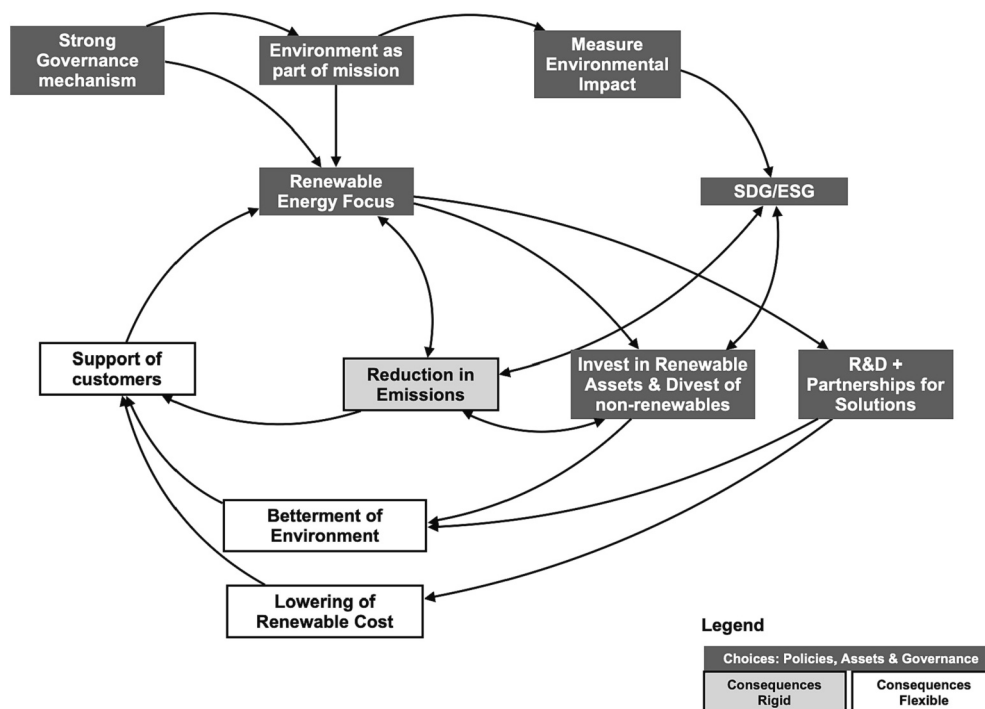 Strong
Governance
mechanism
Environment as
part of mission
Measure
Environmental
Impact
Renewable
Energy Focus
SDG/ESG
Support of
customers
Reduction in
Emissions
Invest in Renewable
Assets & Divest of
non-renewables
R&D +
Partnerships for
Solutions
Betterment of
Environment
Lowering of
Renewable Cost
Legend
Choices: Policies, Assets & Governance
Consequences
Rigid
Consequences
Flexible